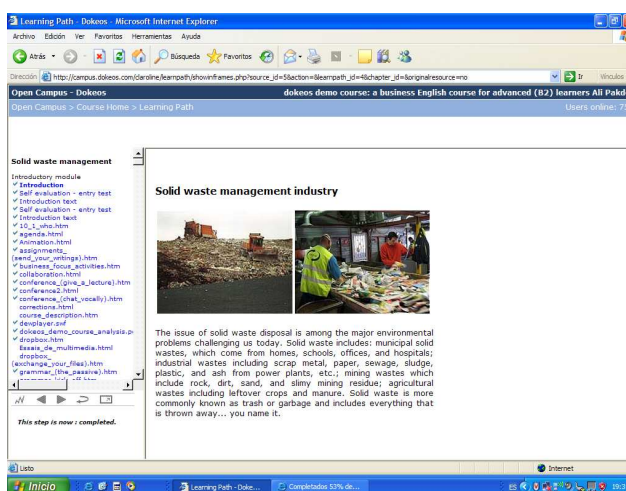 Learning Path - Dokeos - Microsoft Internet Explorer
Archivo Edición Ver Favoritos Herramientas Ayuda
Atrás Búsqueda Favoritos
Dirección http://campus.dokeos.com/claroline/learnpath/showinframes.php?source_id=5&action=&learnpath_id=4&chapter_id=&originalresource=no Ir Vínculos
Open Campus - Dokeos dokeos demo course: a business English course for advanced (B2) learners Ali Pakd
Open Campus > Course Home > Learning Path Users online: 7
Solid waste management
Introductory module
Introduction
Self evaluation - entry test
Introduction text
Self evaluation - entry test
Introduction text
10_1_who.htm
agenda.html
Animation.htm
assignments_
(send_your_writings).htm
business_focus_activities.htm
collaboration.html
conference_(give_a_lecture).htm
conference2.html
conference_(chat_vocally).htm
corrections.html
course_description.htm
dewplayer.swf
dokeos_demo_course_analysis.p
dropbox.htm
Essais_de_multimedia.html
dropbox_
(exchange_your_files).htm
grammar_(the_passive).htm
This step is now : completed.
Solid waste management industry
The issue of solid waste disposal is among the major environmental
problems challenging us today. Solid waste includes: municipal solid
wastes, which come from homes, schools, offices, and hospitals;
industrial wastes including scrap metal, paper, sewage, sludge,
plastic, and ash from power plants, etc.; mining wastes which
include rock, dirt, sand, and slimy mining residue; agricultural
wastes including leftover crops and manure. Solid waste is more
commonly known as trash or garbage and includes everything that
is thrown away... you name it.
Listo Internet
Inicio Learning Path - Doke... Completados 53% de... 19:3